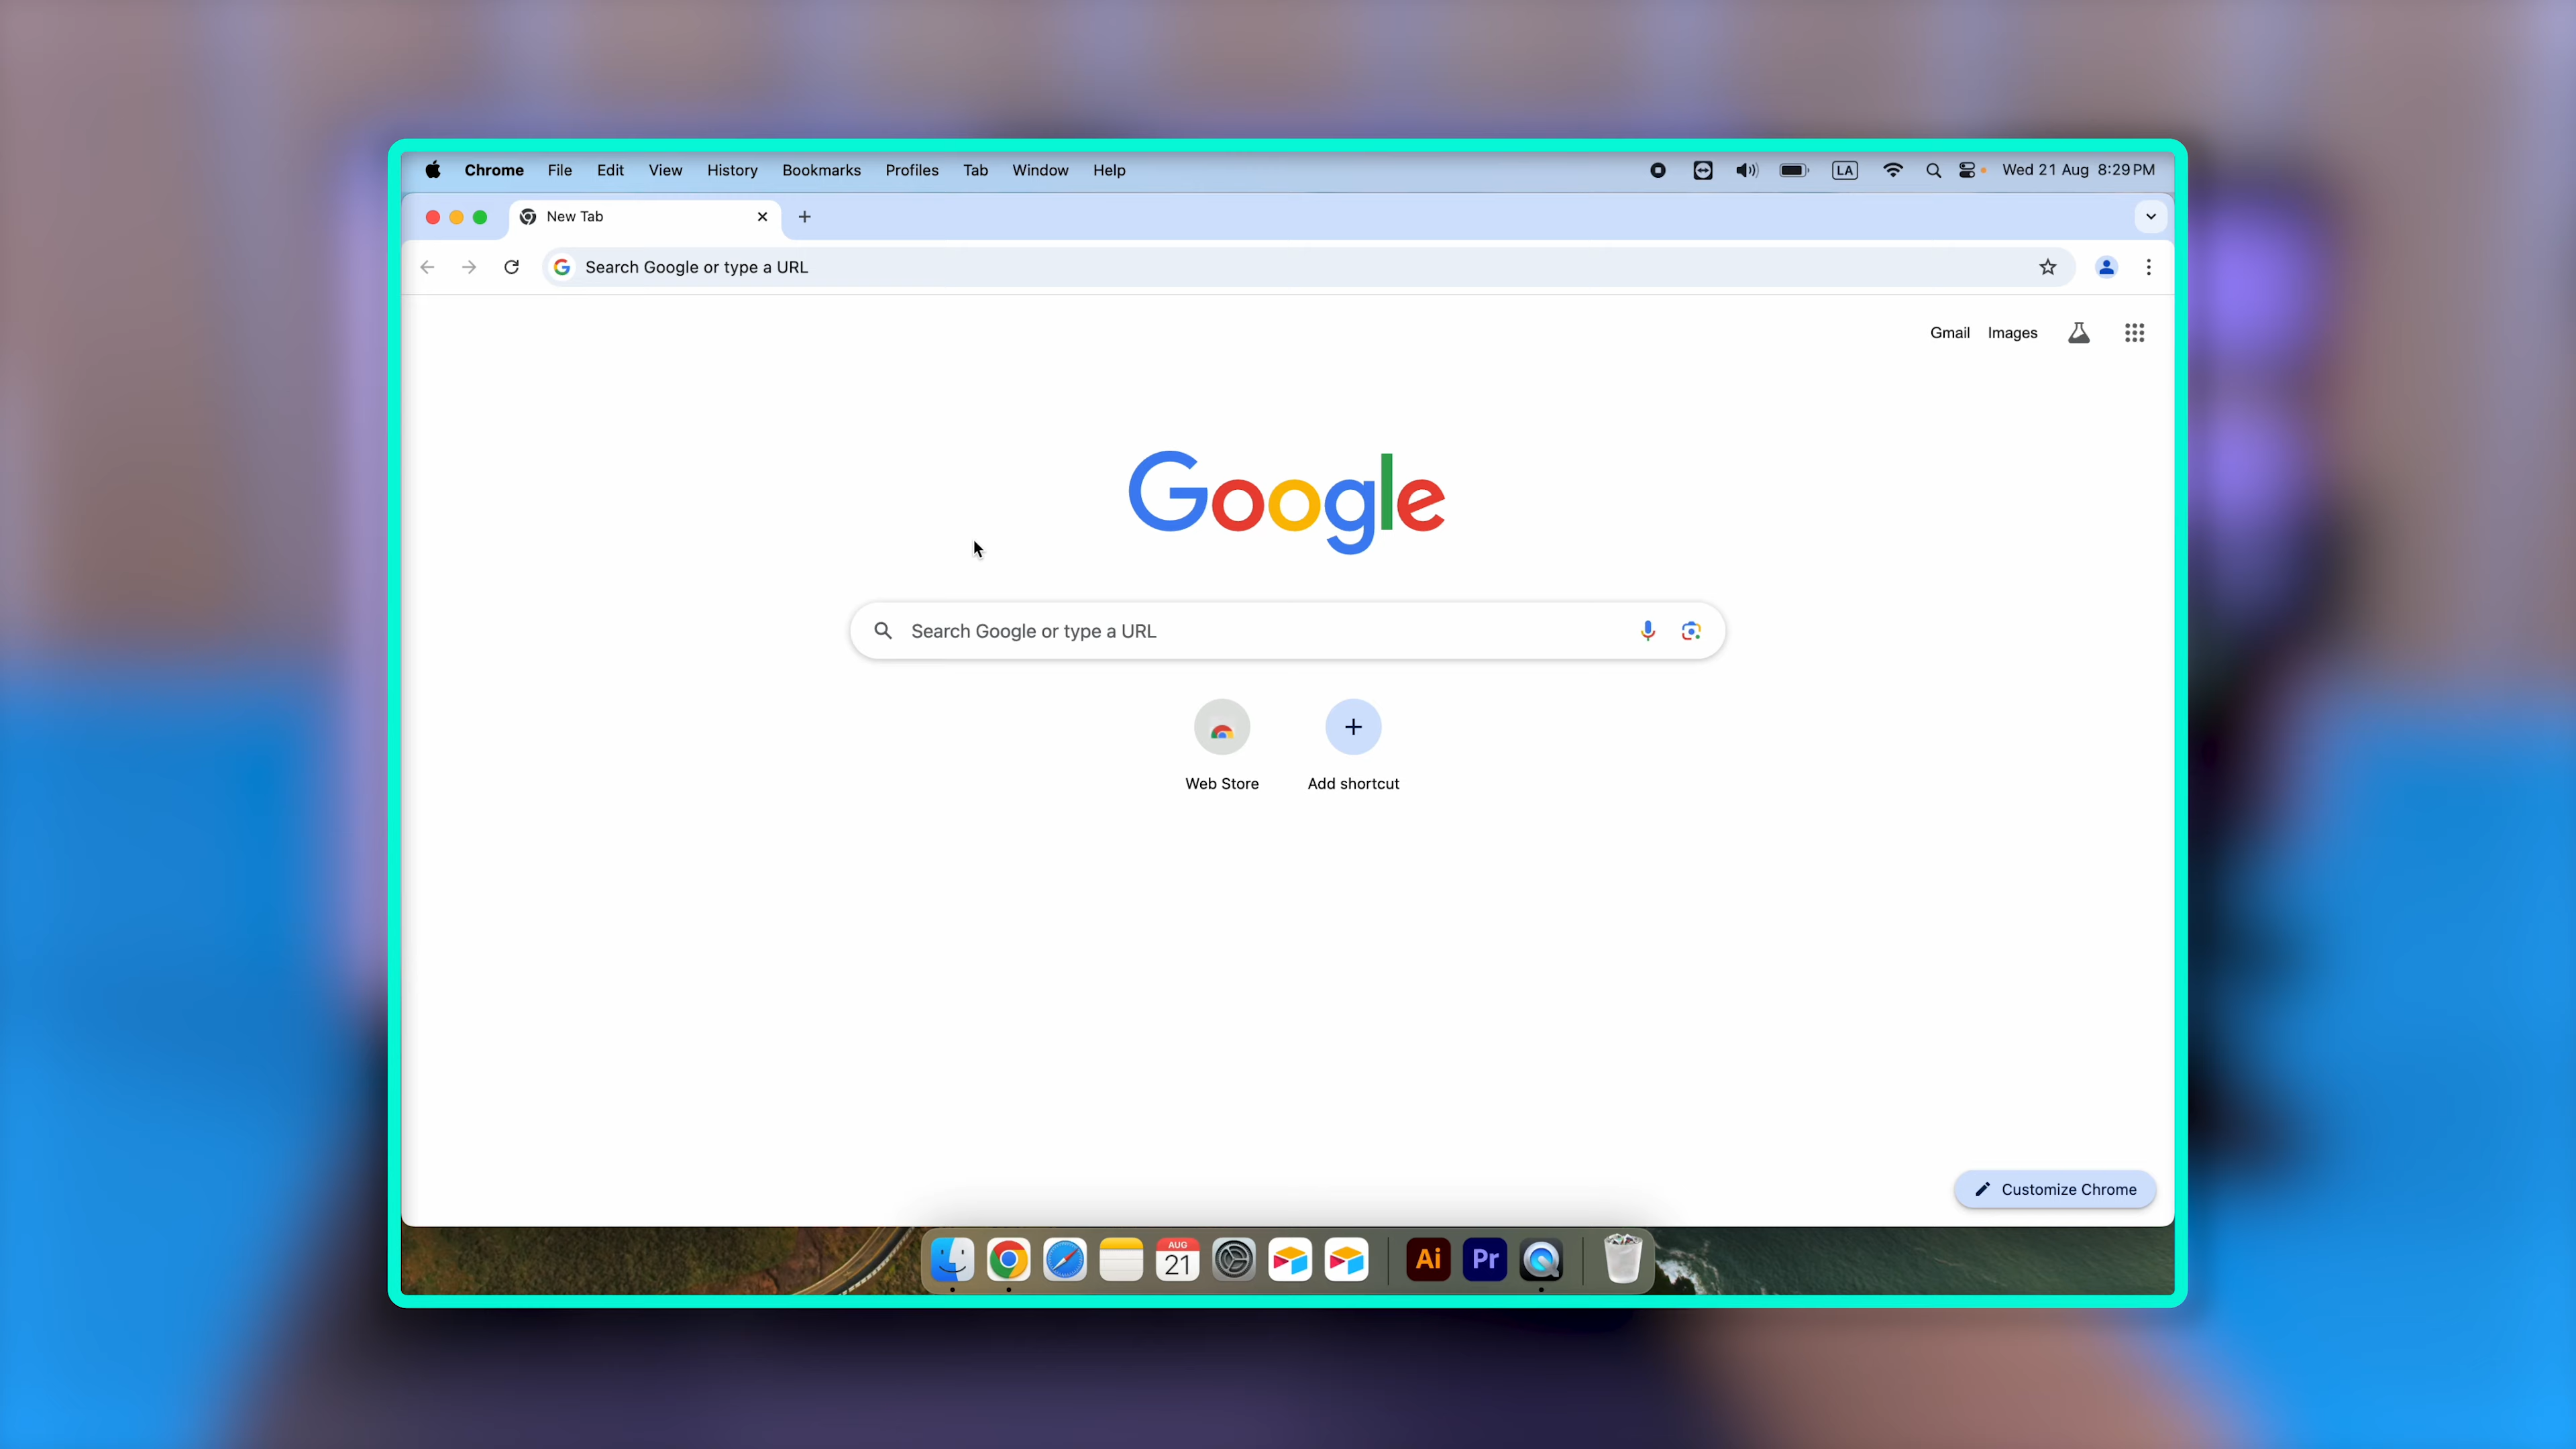 Chrome File Edit View History Bookmarks Profiles Tab Window Help LA Wed 21 Aug 8:29 PM
New Tab
Search Google or type a URL
Gmail Images
Google
Search Google or type a URL
Web Store Add shortcut
Customize Chrome
AUG
21 Ai Pr